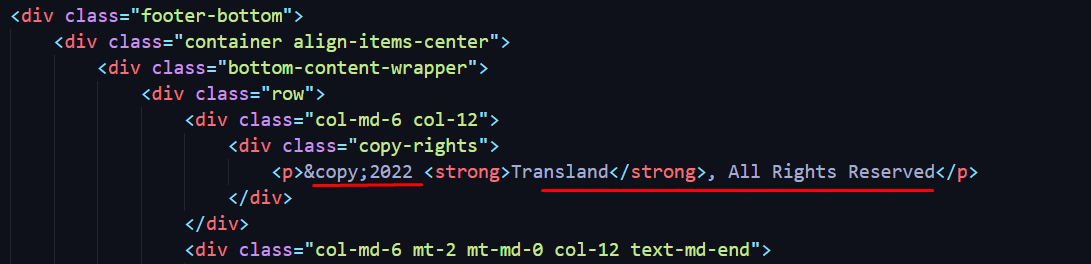 <div class="footer-bottom">
<div class="container align-items-center">
<div class="bottom-content-wrapper">
<div class="row">
<div class="col-md-6 col-12">
<div class="copy-rights">
<p>&copy;2022 <strong>Transland</strong>, All Rights Reserved</p>
</div>
</div>
<div class="col-md-6 mt-2 mt-md-0 col-12 text-md-end">